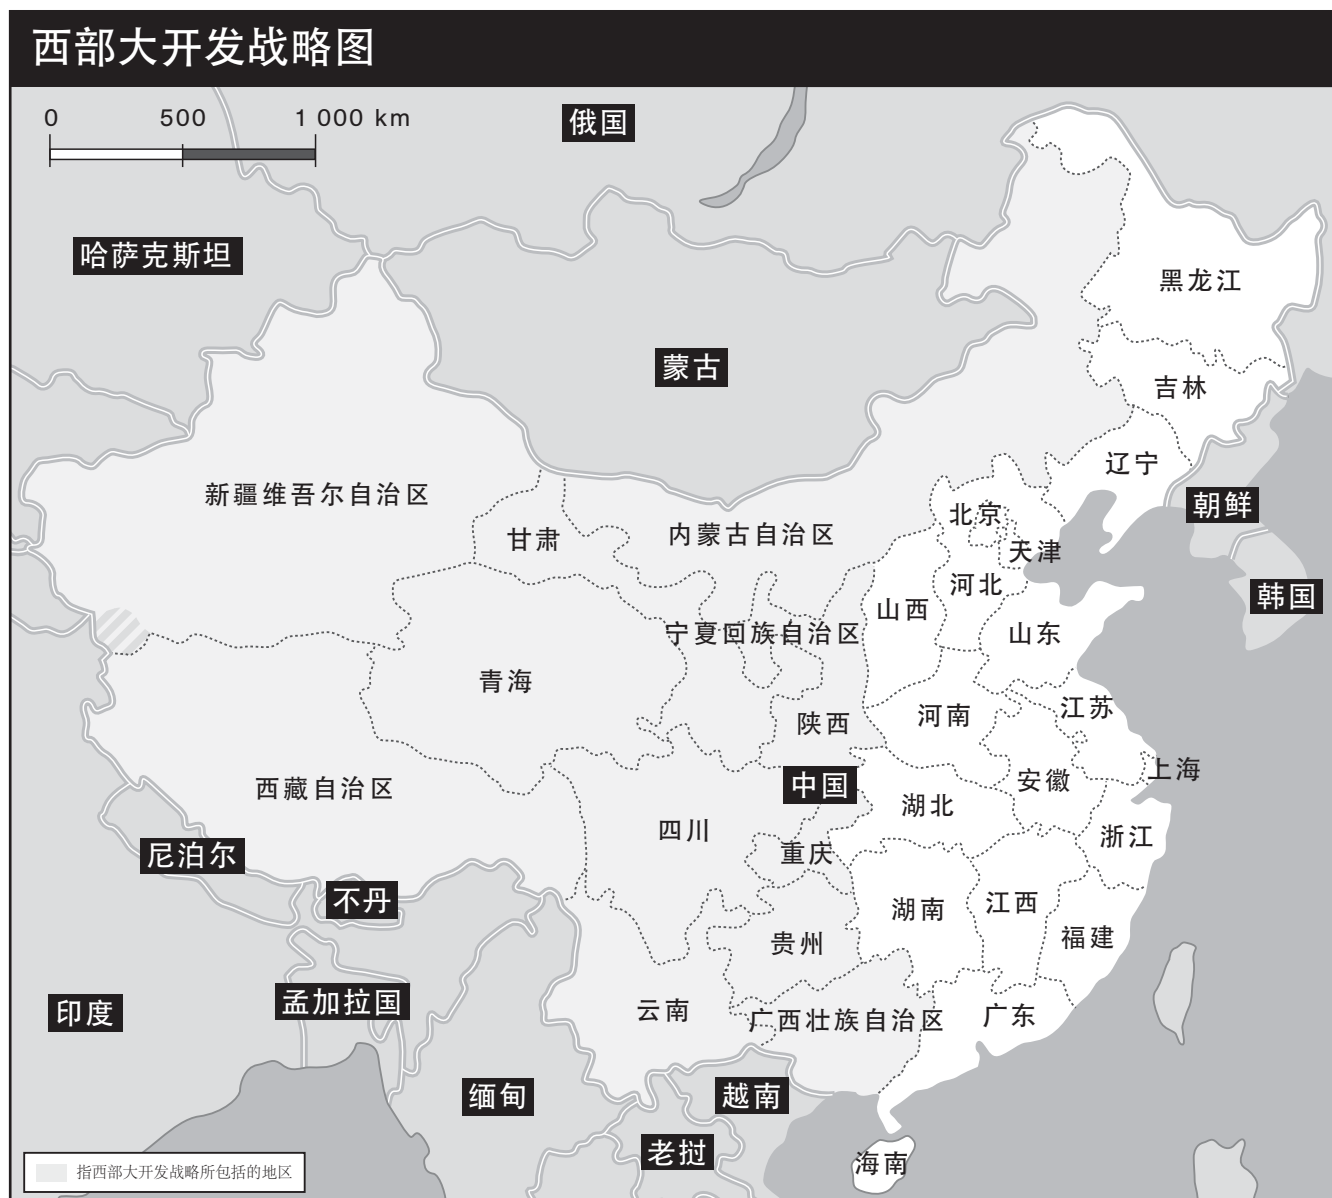 西部大开发战略图
0 500 1 000 km
俄国
哈萨克斯坦
黑龙江
蒙古
吉林
辽宁
新疆维吾尔自治区
朝鲜
北京
甘肃
内蒙古自治区
天津
河北
韩国
山西
宁夏回族自治区
山东
青海
江苏
河南
陕西
上海
安徽
中国
西藏自治区
湖北
四川
浙江
尼泊尔
重庆
不丹
江西
湖南
福建
贵州
孟加拉国
云南
印度
广西壮族自治区
广东
缅甸
越南
老挝
海南
指西部大开发战略所包括的地区